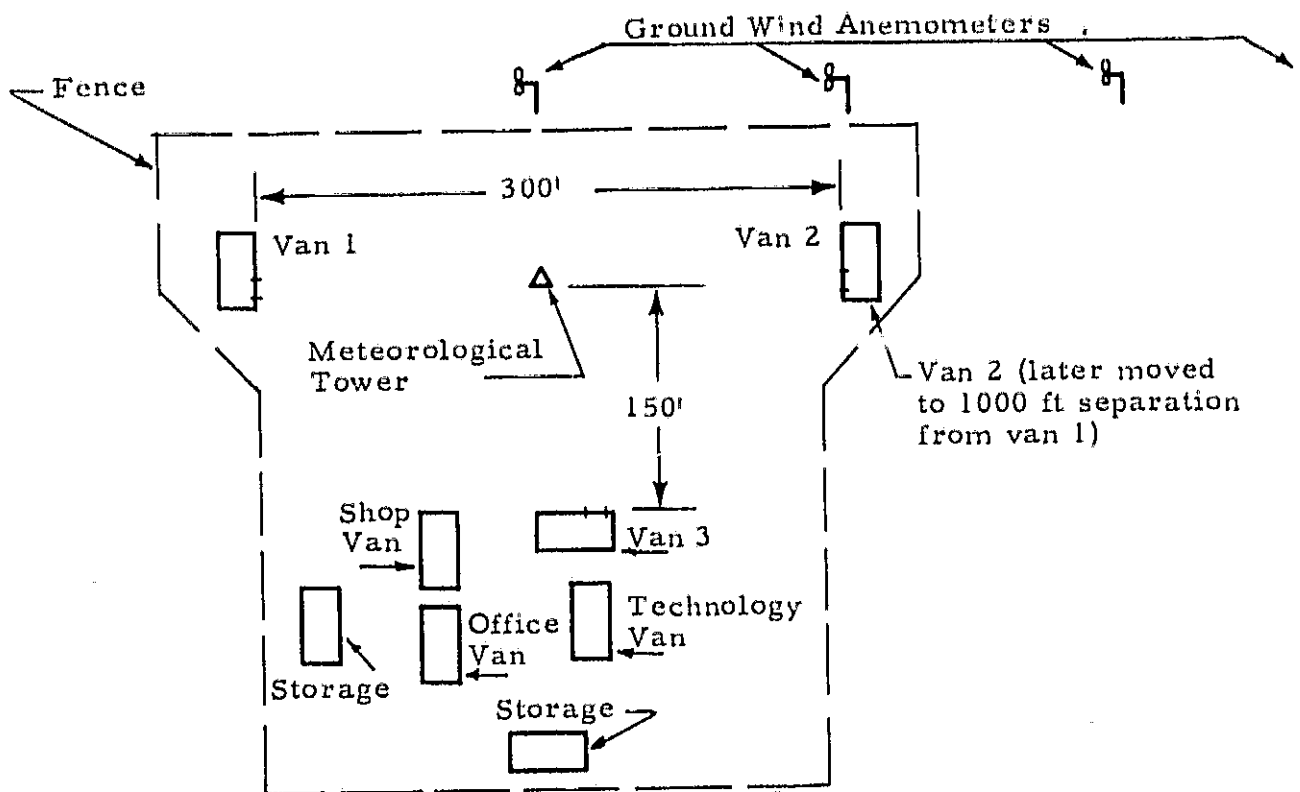 Ground Wind Anemometers
Fence
300'
Van 1
Van 2
Meteorological
Tower
150'
Van 2 (later moved
to 1000 ft separation
from van 1)
Shop
Van
Van 3
Technology
Van
Office
Van
Storage
Storage